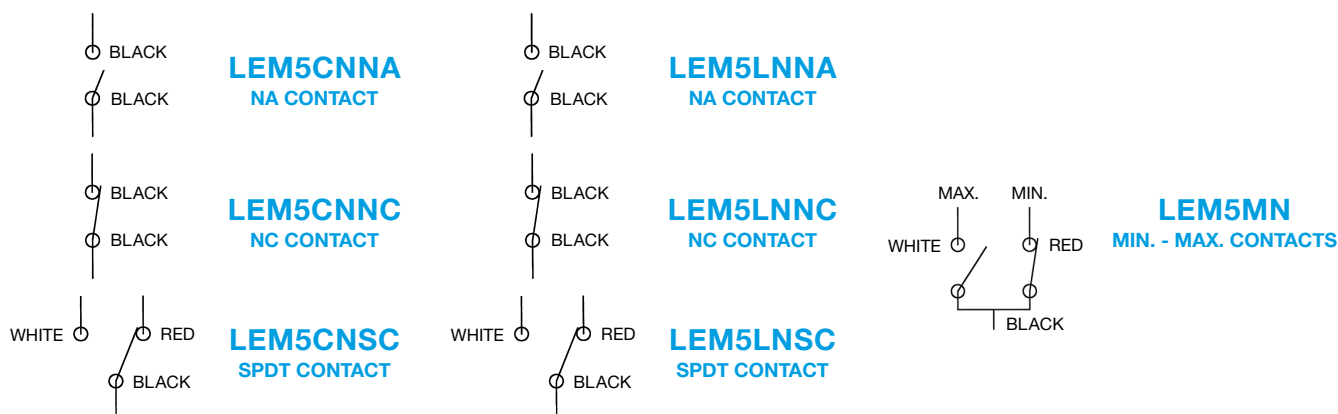 BLACK
BLACK
LEM5CNNA
NA CONTACT
BLACK
BLACK
LEM5LNNA
NA CONTACT
BLACK
BLACK
LEM5CNNC
NC CONTACT
BLACK
BLACK
LEM5LNNC
NC CONTACT
MAX. MIN.
WHITE RED
BLACK
LEM5MN
MIN. - MAX. CONTACTS
WHITE RED
BLACK
LEM5CNSC
SPDT CONTACT
WHITE RED
BLACK
LEM5LNSC
SPDT CONTACT